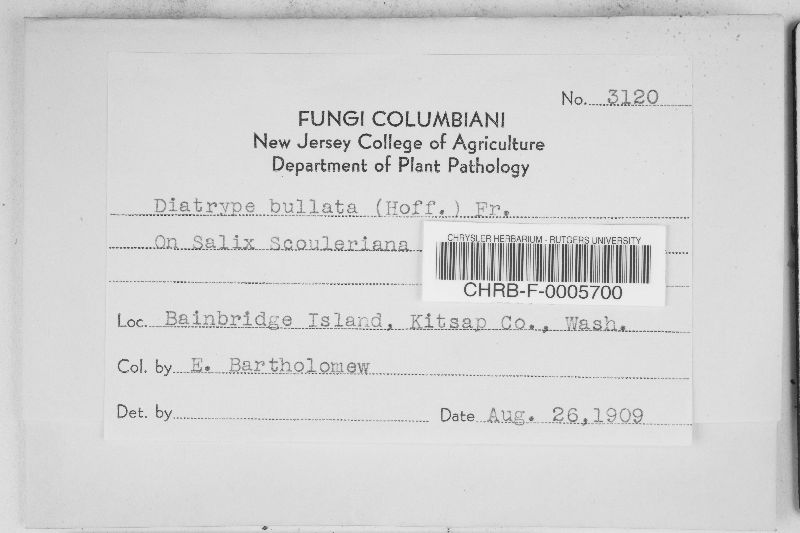 No. 3120
FUNGI COLUMBIANI
New Jersey College of Agriculture
Department of Plant Pathology
Diatrype bullata (Hoff.) Fr.
On Salix Scouleriana
CHRYSLER HERBARIUM - RUTGERS UNIVERSITY
CHRB-F-0005700
Loc. Bainbridge Island, Kitsap Co., Wash.
Col. by E. Bartholomew
Det. by Date Aug. 26,1909